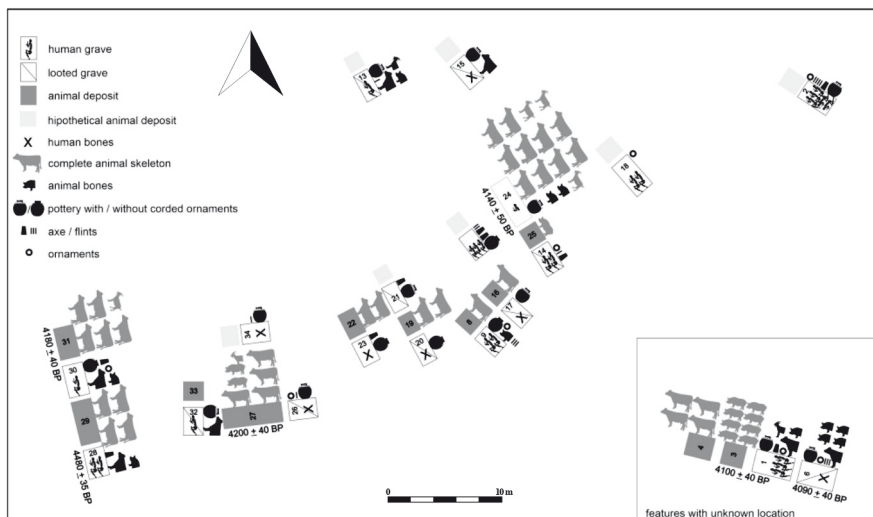 human grave
looted grave
animal deposit
hipothetical animal deposit
human bones
complete animal skeleton
animal bones
pottery with / without corded ornaments
axe / flints
ornaments
13
15
2
18
24
4140 ± 50 BP
25
14
21
22
19
8
16
17
23
20
9
31
4180 ± 40 BP
30
29
28
4480 ± 35 BP
34
33
32
27
26
4200 ± 40 BP
4
3
1
6
4100 ± 40 BP
4090 ± 40 BP
0 10 m
features with unknown location